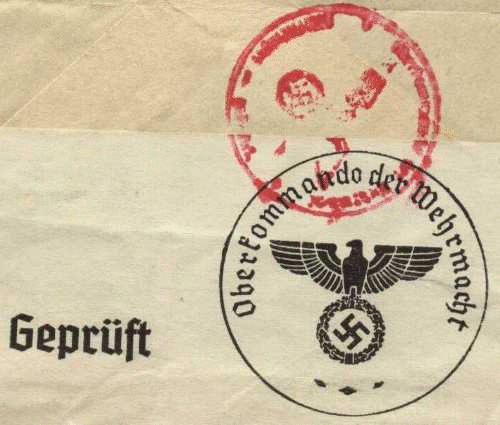 Oberkommando der Wehrmacht
Geprüft